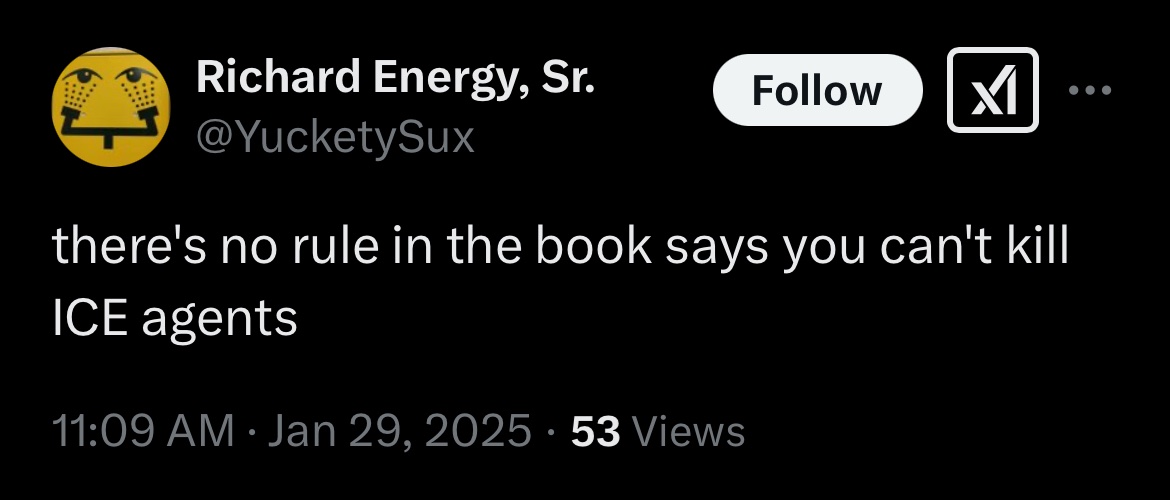 Richard Energy, Sr.
@YucketySux
Follow
there's no rule in the book says you can't kill
ICE agents
11:09 AM · Jan 29, 2025 · 53 Views